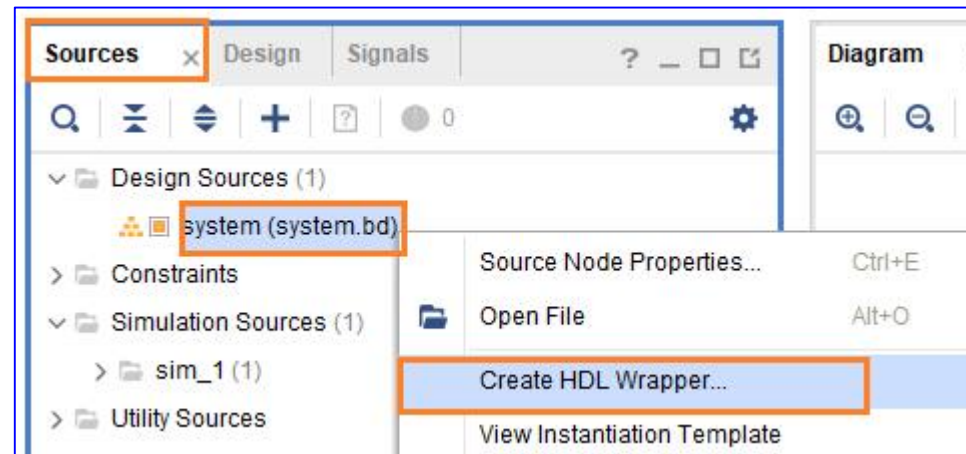 Sources Design Signals ? Diagram
? 0
Design Sources (1)
system (system.bd)
Source Node Properties... Ctrl+E
Constraints
Open File Alt+O
Simulation Sources (1)
sim_1 (1)
Create HDL Wrapper...
Utility Sources
View Instantiation Template